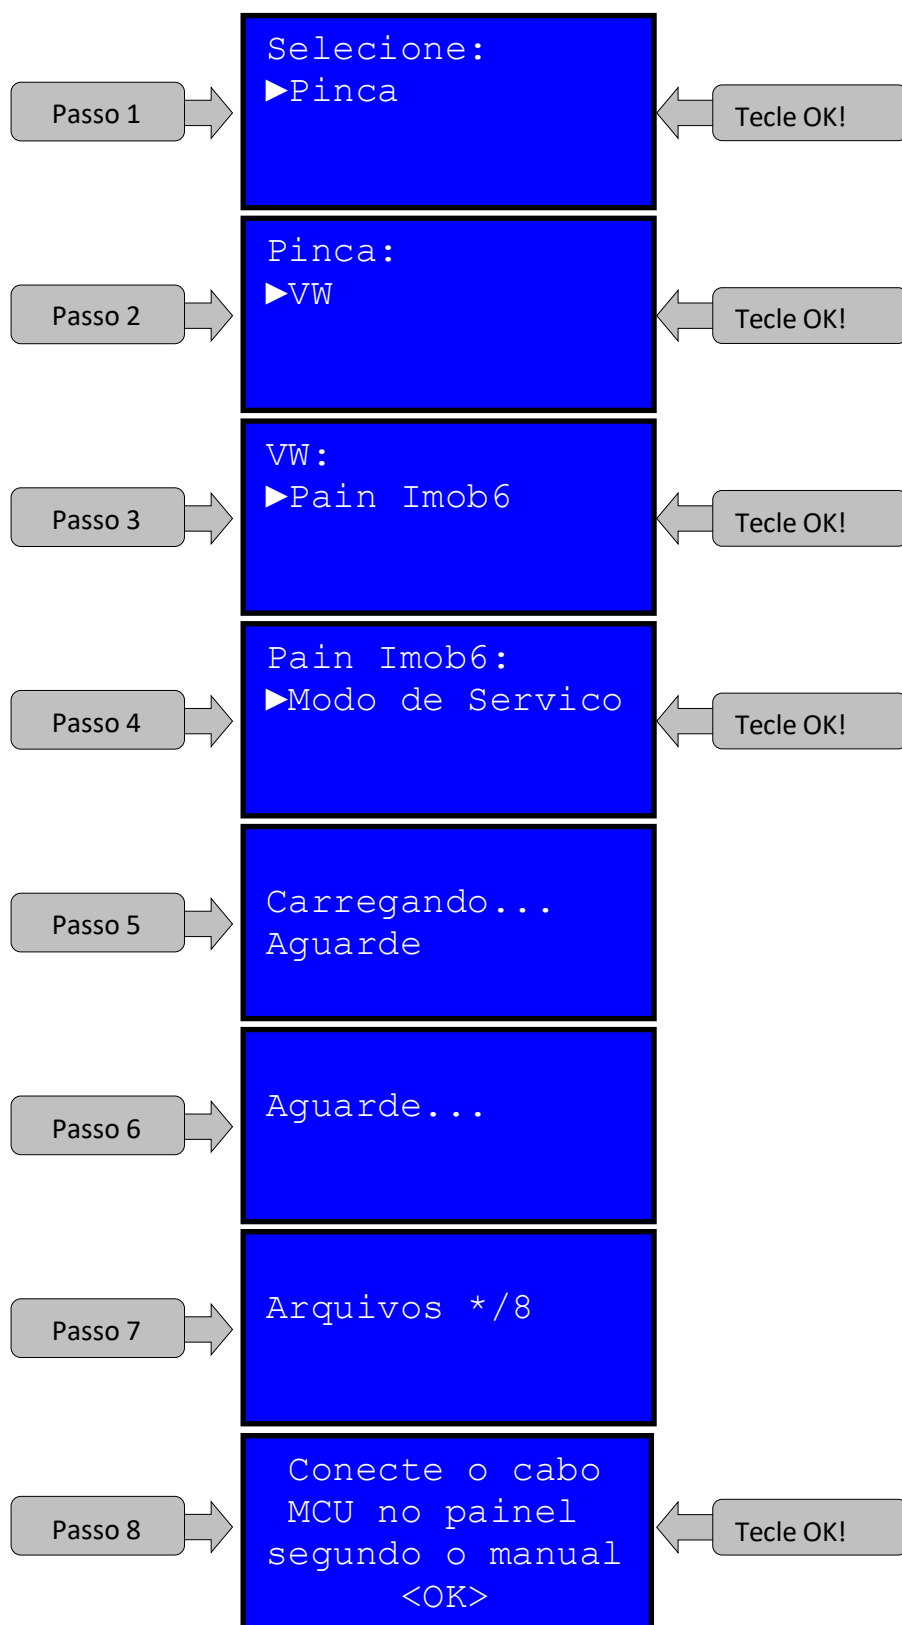 Selecione:
Passo 1
►Pinca
Tecle OK!
Pinca:
Passo 2
►VW
Tecle OK!
VW:
Passo 3
►Pain Imob6
Tecle OK!
Pain Imob6:
Passo 4
►Modo de Servico
Tecle OK!
Passo 5
Carregando...
Aguarde
Passo 6
Aguarde...
Passo 7
Arquivos */8
Passo 8
Conecte o cabo
MCU no painel
segundo o manual
<OK>
Tecle OK!